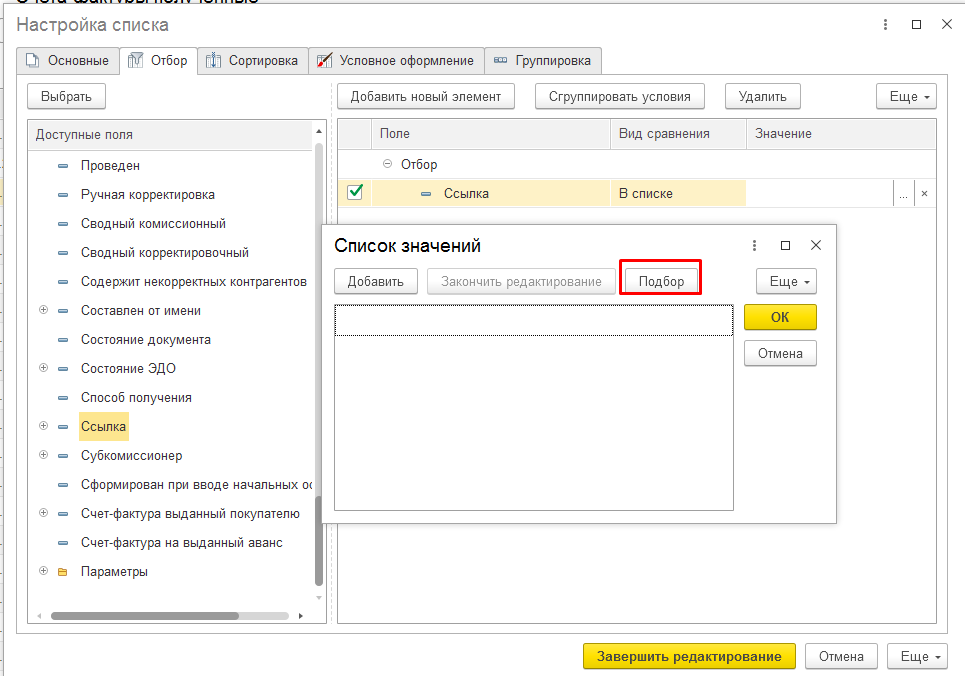 Счета-фактуры полученные
Настройка списка
Основные
Отбор
Сортировка
Условное оформление
Группировка
Выбрать
Добавить новый элемент
Сгруппировать условия
Удалить
Еще
Доступные поля
Поле
Вид сравнения
Значение
Проведен
Отбор
Ручная корректировка
Ссылка
В списке
...
Сводный комиссионный
Сводный корректировочный
Содержит некорректных контрагентов
Составлен от имени
Состояние документа
Состояние ЭДО
Способ получения
Ссылка
Субкомиссионер
Сформирован при вводе начальных ос
Счет-фактура выданный покупателю
Счет-фактура на выданный аванс
Параметры
Список значений
Добавить
Закончить редактирование
Подбор
Еще
ОК
Отмена
Завершить редактирование
Отмена
Еще